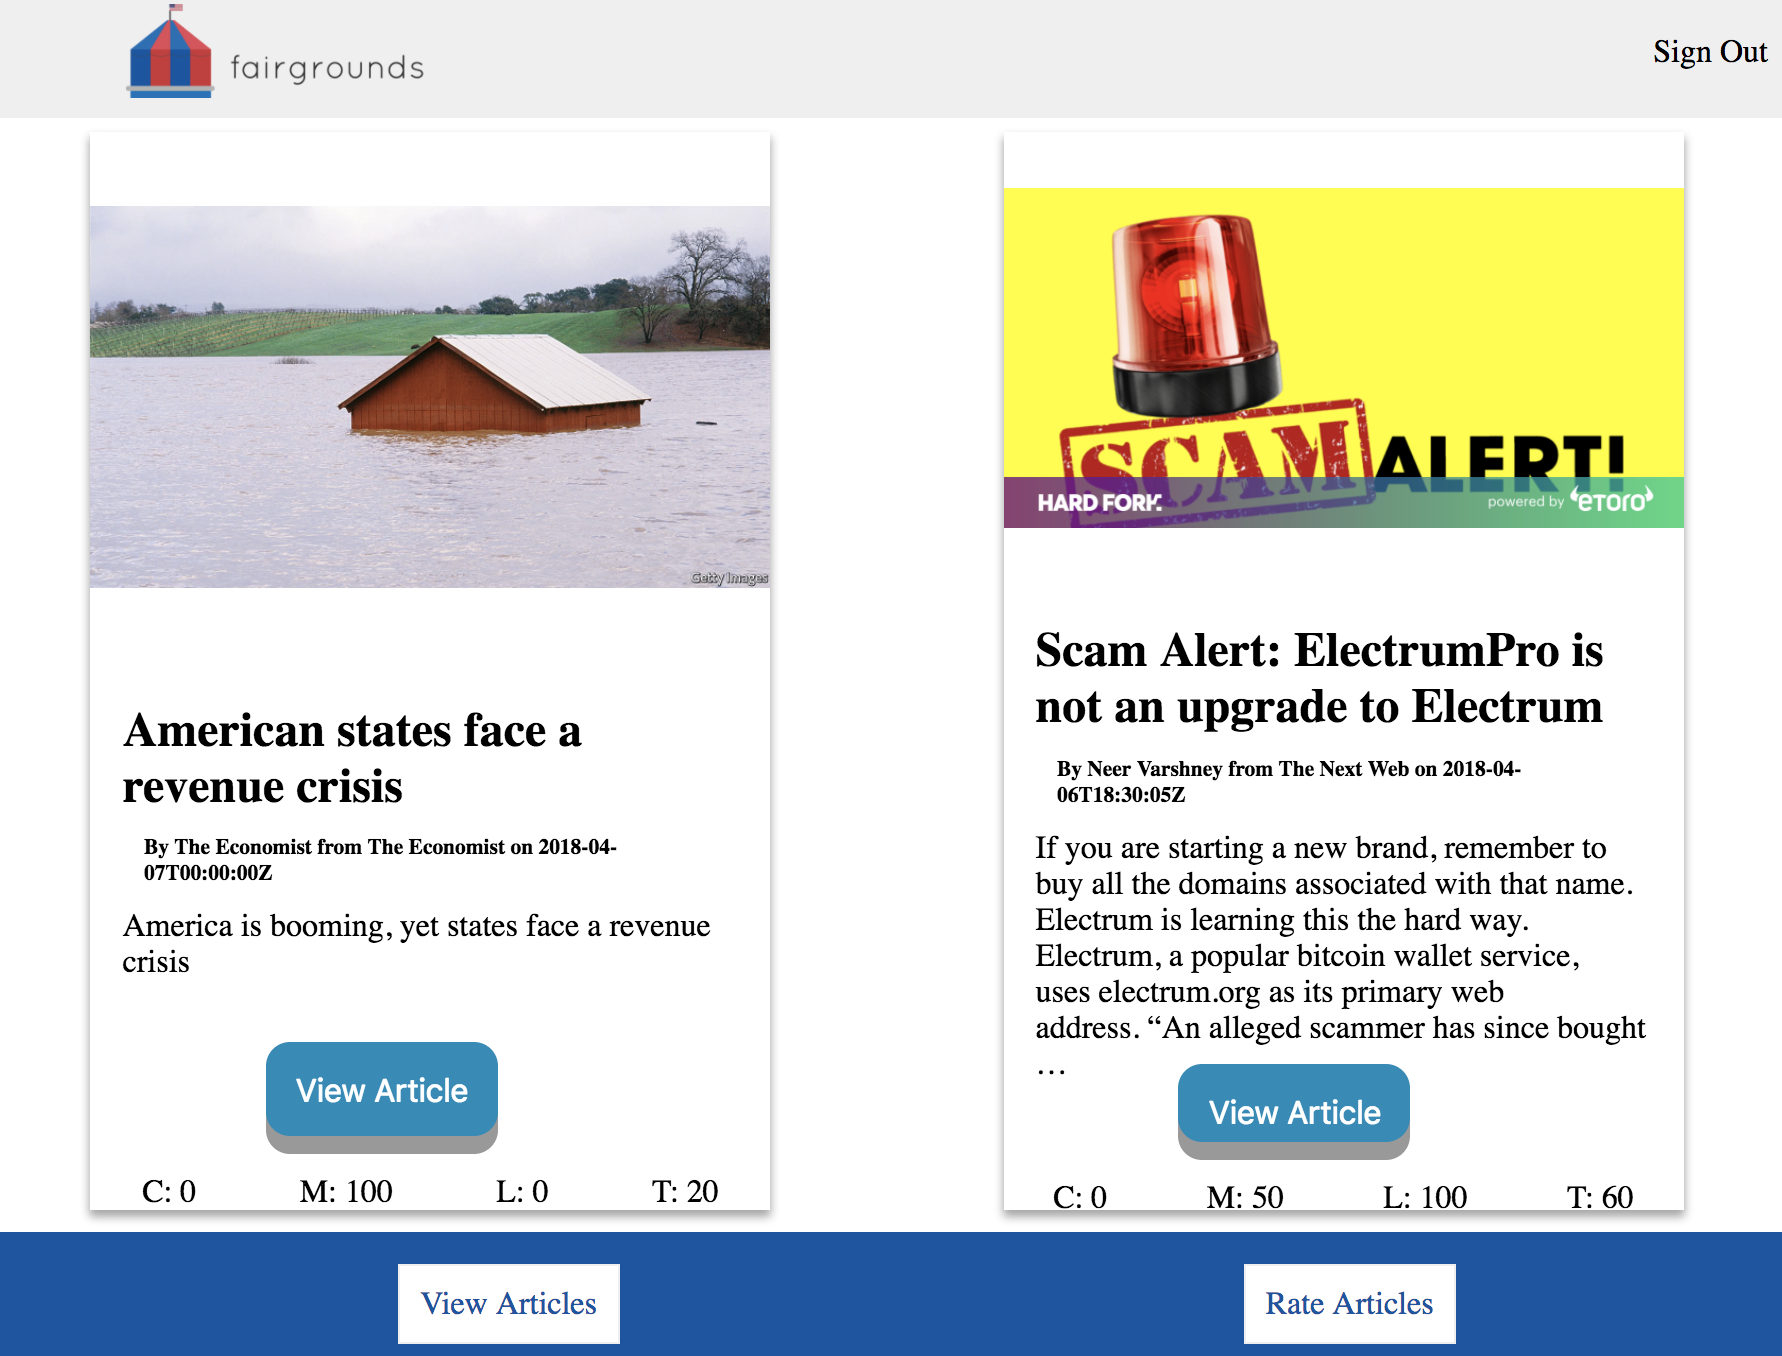 fairgrounds
Sign Out
Getty Images
American states face a
revenue crisis
By The Economist from The Economist on 2018-04-
07T00:00:00Z
America is booming, yet states face a revenue
crisis
View Article
C: 0 M: 100 L: 0 T: 20
SCAM ALERT!
HARD FORK.
powered by eToro
Scam Alert: ElectrumPro is
not an upgrade to Electrum
By Neer Varshney from The Next Web on 2018-04-
06T18:30:05Z
If you are starting a new brand, remember to
buy all the domains associated with that name.
Electrum is learning this the hard way.
Electrum, a popular bitcoin wallet service,
uses electrum.org as its primary web
address. “An alleged scammer has since bought
…
View Article
C: 0 M: 50 L: 100 T: 60
View Articles
Rate Articles